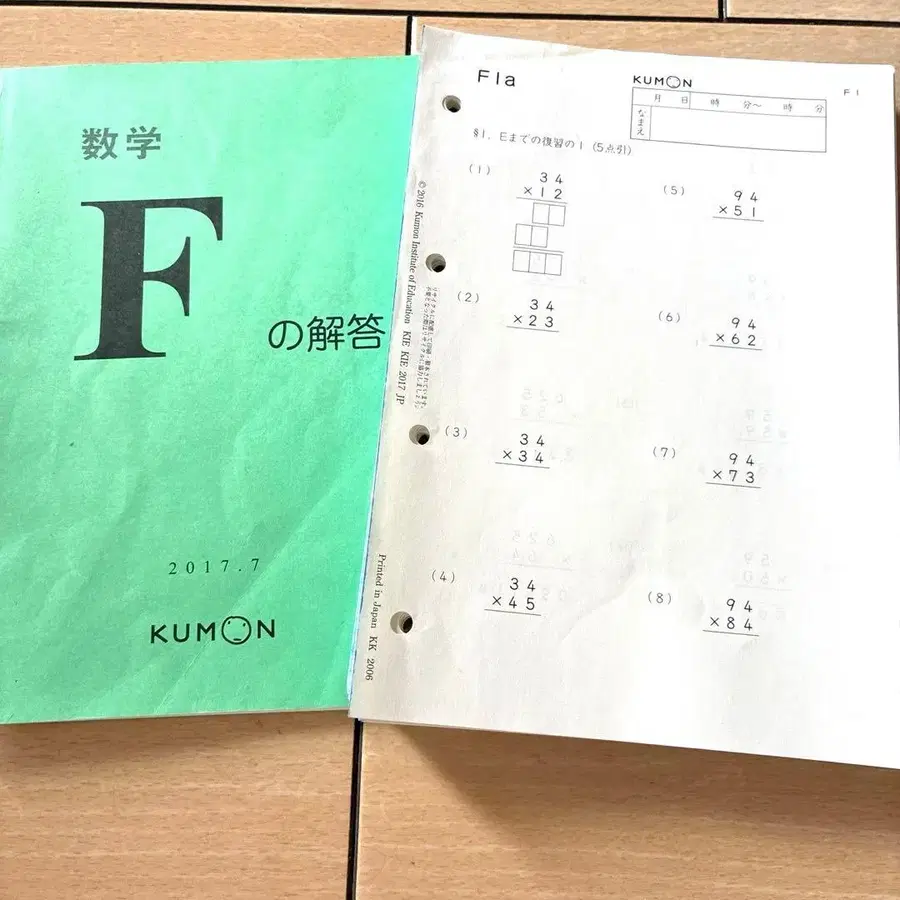 数学
F
の解答
2017.7
KUMON
F1a
KUMON
F 1
月 日 時 分〜 時 分
なまえ
§1. Eまでの復習の1 (5点引)
(1)
34
×12
(2)
34
×23
(3)
34
×34
(4)
34
×45
(5)
94
×51
(6)
94
×62
(7)
94
×73
(8)
94
×84
© 2016 Kumon Institute of Education KIE KIE 2017 JP
Printed in Japan KK 2006